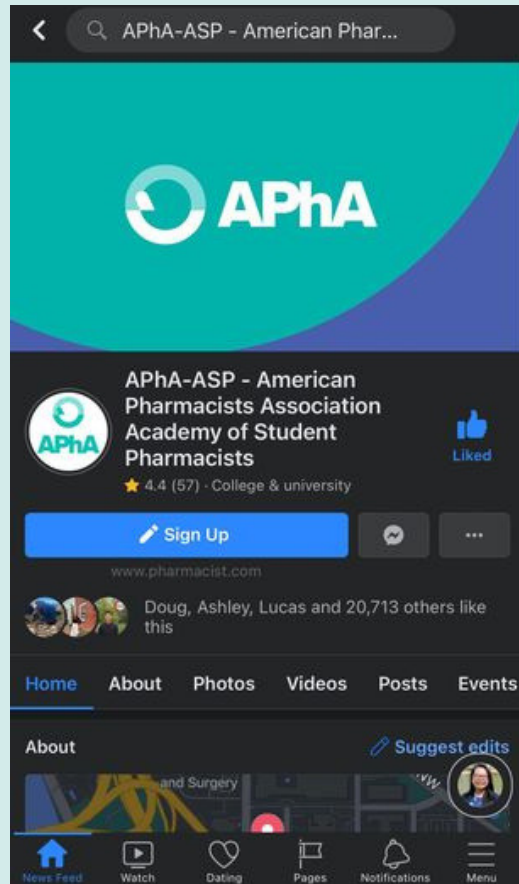 APhA-ASP - American Phar...
APhA
APhA-ASP - American
Pharmacists Association
Academy of Student
Pharmacists
APhA
Liked
4.4 (57) · College & university
Sign Up
www.pharmacist.com
Doug, Ashley, Lucas and 20,713 others like
this
Home About Photos Videos Posts Events
About
Suggest edits
and Surgery
NW
News Feed Watch Dating Pages Notifications Menu